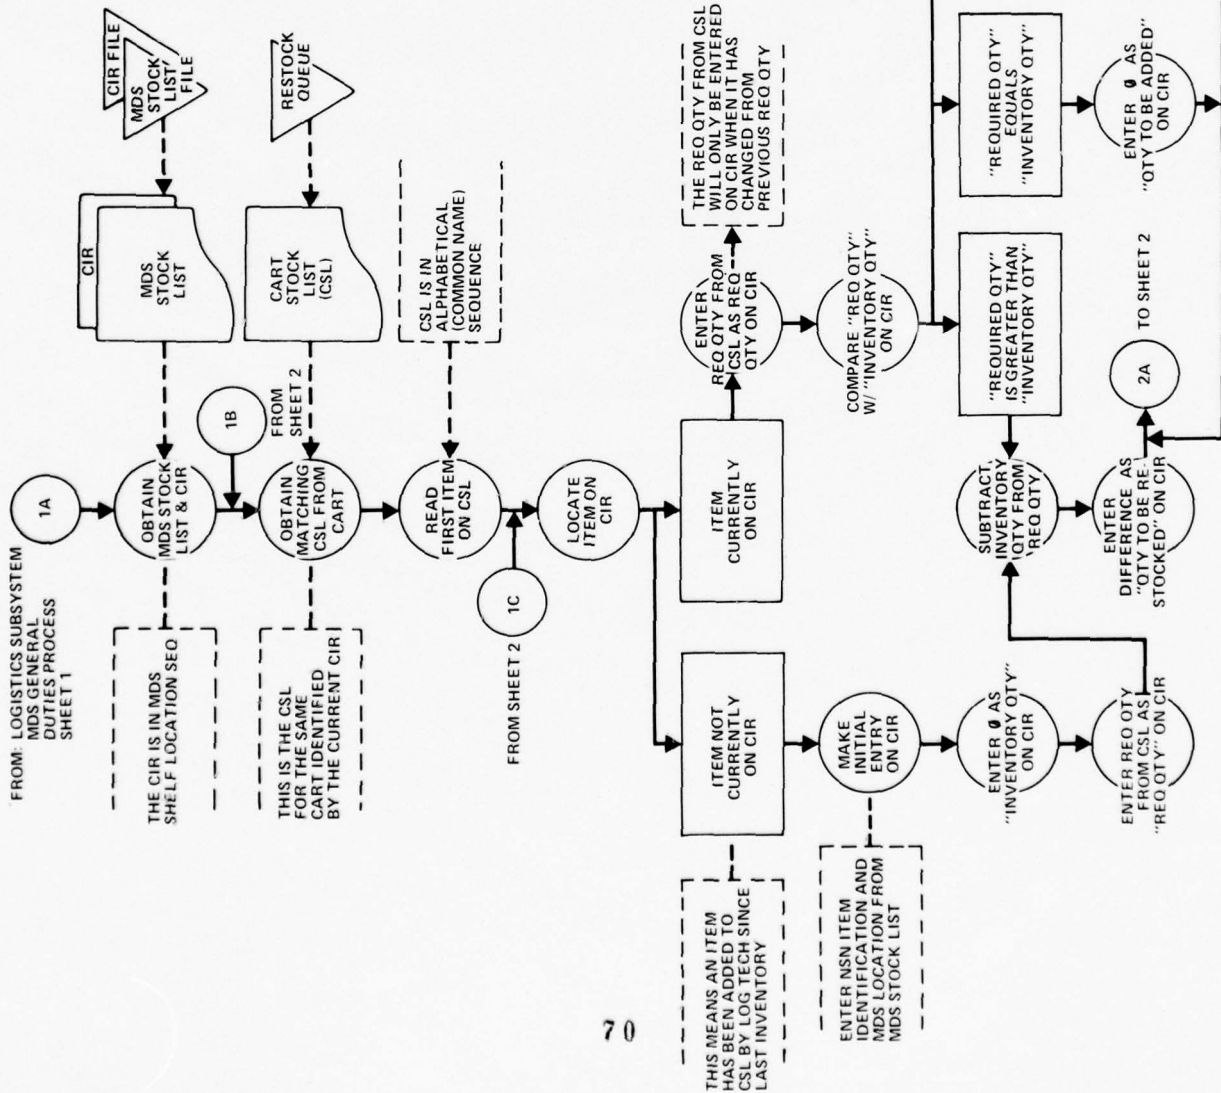 FROM: LOGISTICS SUBSYSTEM
MDS GENERAL
DUTIES PROCESS
SHEET 1
1A
THE CIR IS IN MDS
SHELF LOCATION SEQ
OBTAIN
MDS STOCK
LIST & CIR
CIR
MDS
STOCK
LIST
CIR FILE
MDS
STOCK
LIST
FILE
1B
FROM
SHEET 2
THIS IS THE CSL
FOR THE SAME
CART IDENTIFIED
BY THE CURRENT CIR
OBTAIN
MATCHING
CSL FROM
CART
CART
STOCK
LIST
(CSL)
RESTOCK
QUEUE
READ
FIRST ITEM
ON CSL
CSL IS IN
ALPHABETICAL
(COMMON NAME)
SEQUENCE
FROM SHEET 2
1C
LOCATE
ITEM ON
CIR
THIS MEANS AN ITEM
HAS BEEN ADDED TO
CSL BY LOG TECH SINCE
LAST INVENTORY
ITEM NOT
CURRENTLY
ON CIR
ITEM
CURRENTLY
ON CIR
ENTER
REQ QTY FROM
CSL AS REQ
QTY ON CIR
THE REQ QTY FROM CSL
WILL ONLY BE ENTERED
ON CIR WHEN IT HAS
CHANGED FROM
PREVIOUS REQ QTY
ENTER NSN ITEM
IDENTIFICATION AND
MDS LOCATION FROM
MDS STOCK LIST
MAKE
INITIAL
ENTRY
ON CIR
COMPARE "REQ QTY"
W/ "INVENTORY QTY"
ON CIR
ENTER 0 AS
"INVENTORY QTY"
ON CIR
SUBTRACT
INVENTORY
QTY FROM
REQ QTY
"REQUIRED QTY"
IS GREATER THAN
"INVENTORY QTY"
"REQUIRED QTY"
EQUALS
"INVENTORY QTY"
ENTER REQ QTY
FROM CSL AS
"REQ QTY" ON CIR
ENTER
DIFFERENCE AS
"QTY TO BE RE-
STOCKED" ON CIR
2A
TO SHEET 2
ENTER 0 AS
"QTY TO BE ADDED"
ON CIR
70